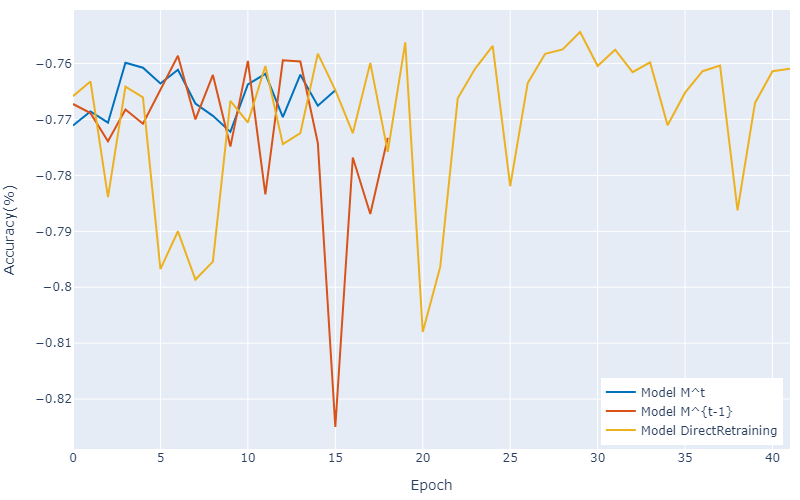 Accuracy(%)
−0.76
−0.77
−0.78
−0.79
−0.8
−0.81
−0.82
0 5 10 15 20 25 30 35 40
Epoch
Model M^t
Model M^{t-1}
Model DirectRetraining